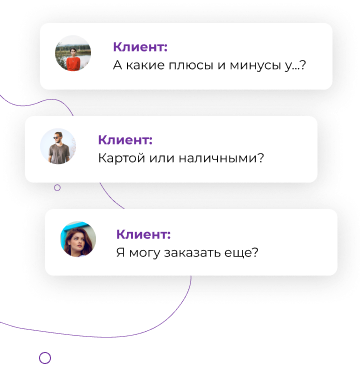 Клиент:
А какие плюсы и минусы у...?
Клиент:
Картой или наличными?
Клиент:
Я могу заказать еще?